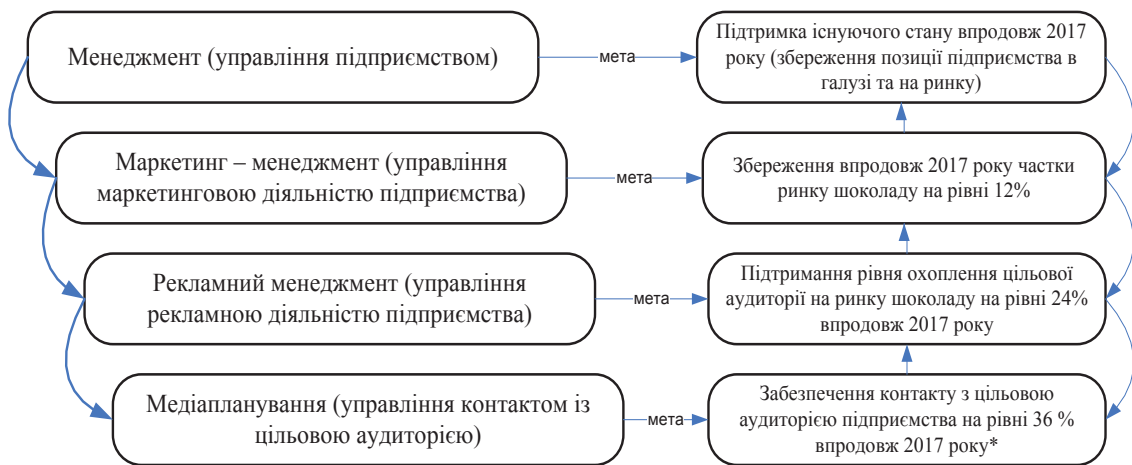 Менеджмент (управління підприємством)
мета
Підтримка існуючого стану впродовж 2017
року (збереження позиції підприємства в
галузі та на ринку)
Маркетинг – менеджмент (управління
маркетинговою діяльністю підприємства)
мета
Збереження впродовж 2017 року частки
ринку шоколаду на рівні 12%
Рекламний менеджмент (управління
рекламною діяльністю підприємства)
мета
Підтримання рівня охоплення цільової
аудиторії на ринку шоколаду на рівні 24%
впродовж 2017 року
Медіапланування (управління контактом із
цільовою аудиторією)
мета
Забезпечення контакту з цільовою
аудиторією підприємства на рівні 36 %
впродовж 2017 року*